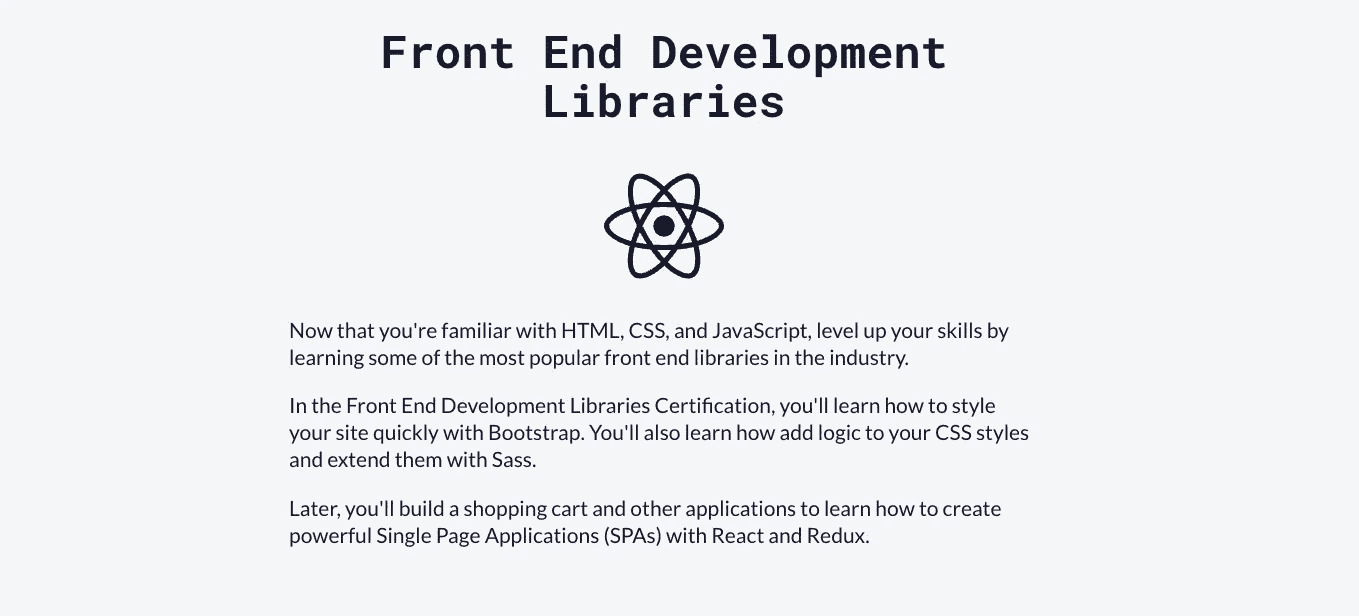 Front End Development
Libraries
Now that you're familiar with HTML, CSS, and JavaScript, level up your skills by
learning some of the most popular front end libraries in the industry.
In the Front End Development Libraries Certification, you'll learn how to style
your site quickly with Bootstrap. You'll also learn how add logic to your CSS styles
and extend them with Sass.
Later, you'll build a shopping cart and other applications to learn how to create
powerful Single Page Applications (SPAs) with React and Redux.